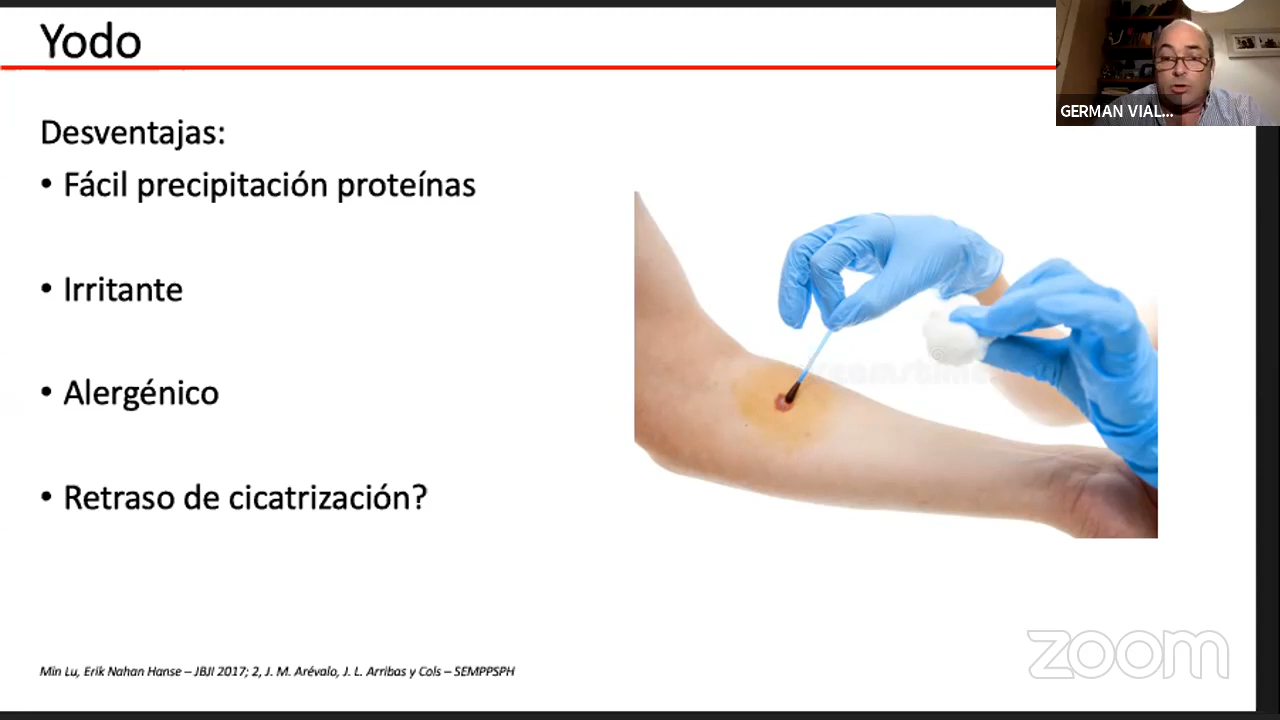 Yodo
GERMAN VIAL...
Desventajas:
• Fácil precipitación proteínas
• Irritante
• Alergénico
• Retraso de cicatrización?
Min Lu, Erik Nahan Hanse – JBJI 2017; 2, J. M. Arévalo, J. L. Arribas y Cols – SEMPPSPH
zoom